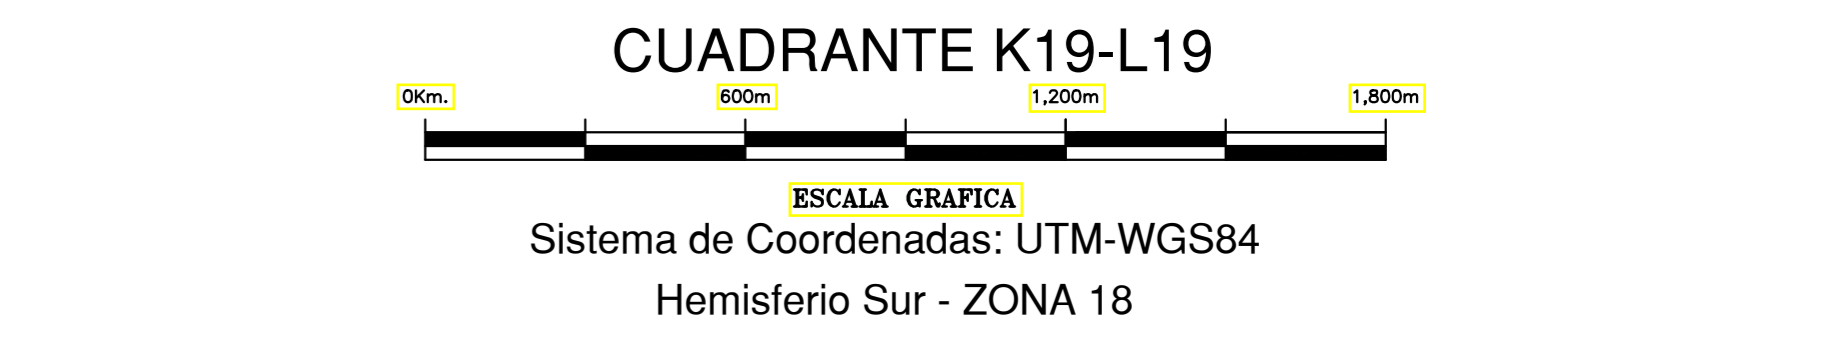 CUADRANTE K19-L19
0Km. 600m 1,200m 1,800m
ESCALA GRAFICA
Sistema de Coordenadas: UTM-WGS84
Hemisferio Sur - ZONA 18